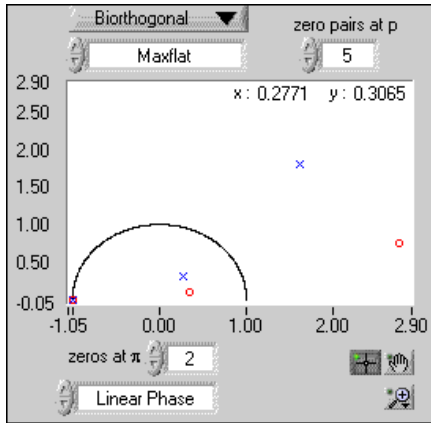 Biorthogonal
zero pairs at p
Maxflat
5
x: 0.2771 y: 0.3065
2.90
2.50
2.00
1.50
1.00
0.50
-0.05
-1.05 0.00 1.00 2.00 2.90
zeros at π 2
Linear Phase